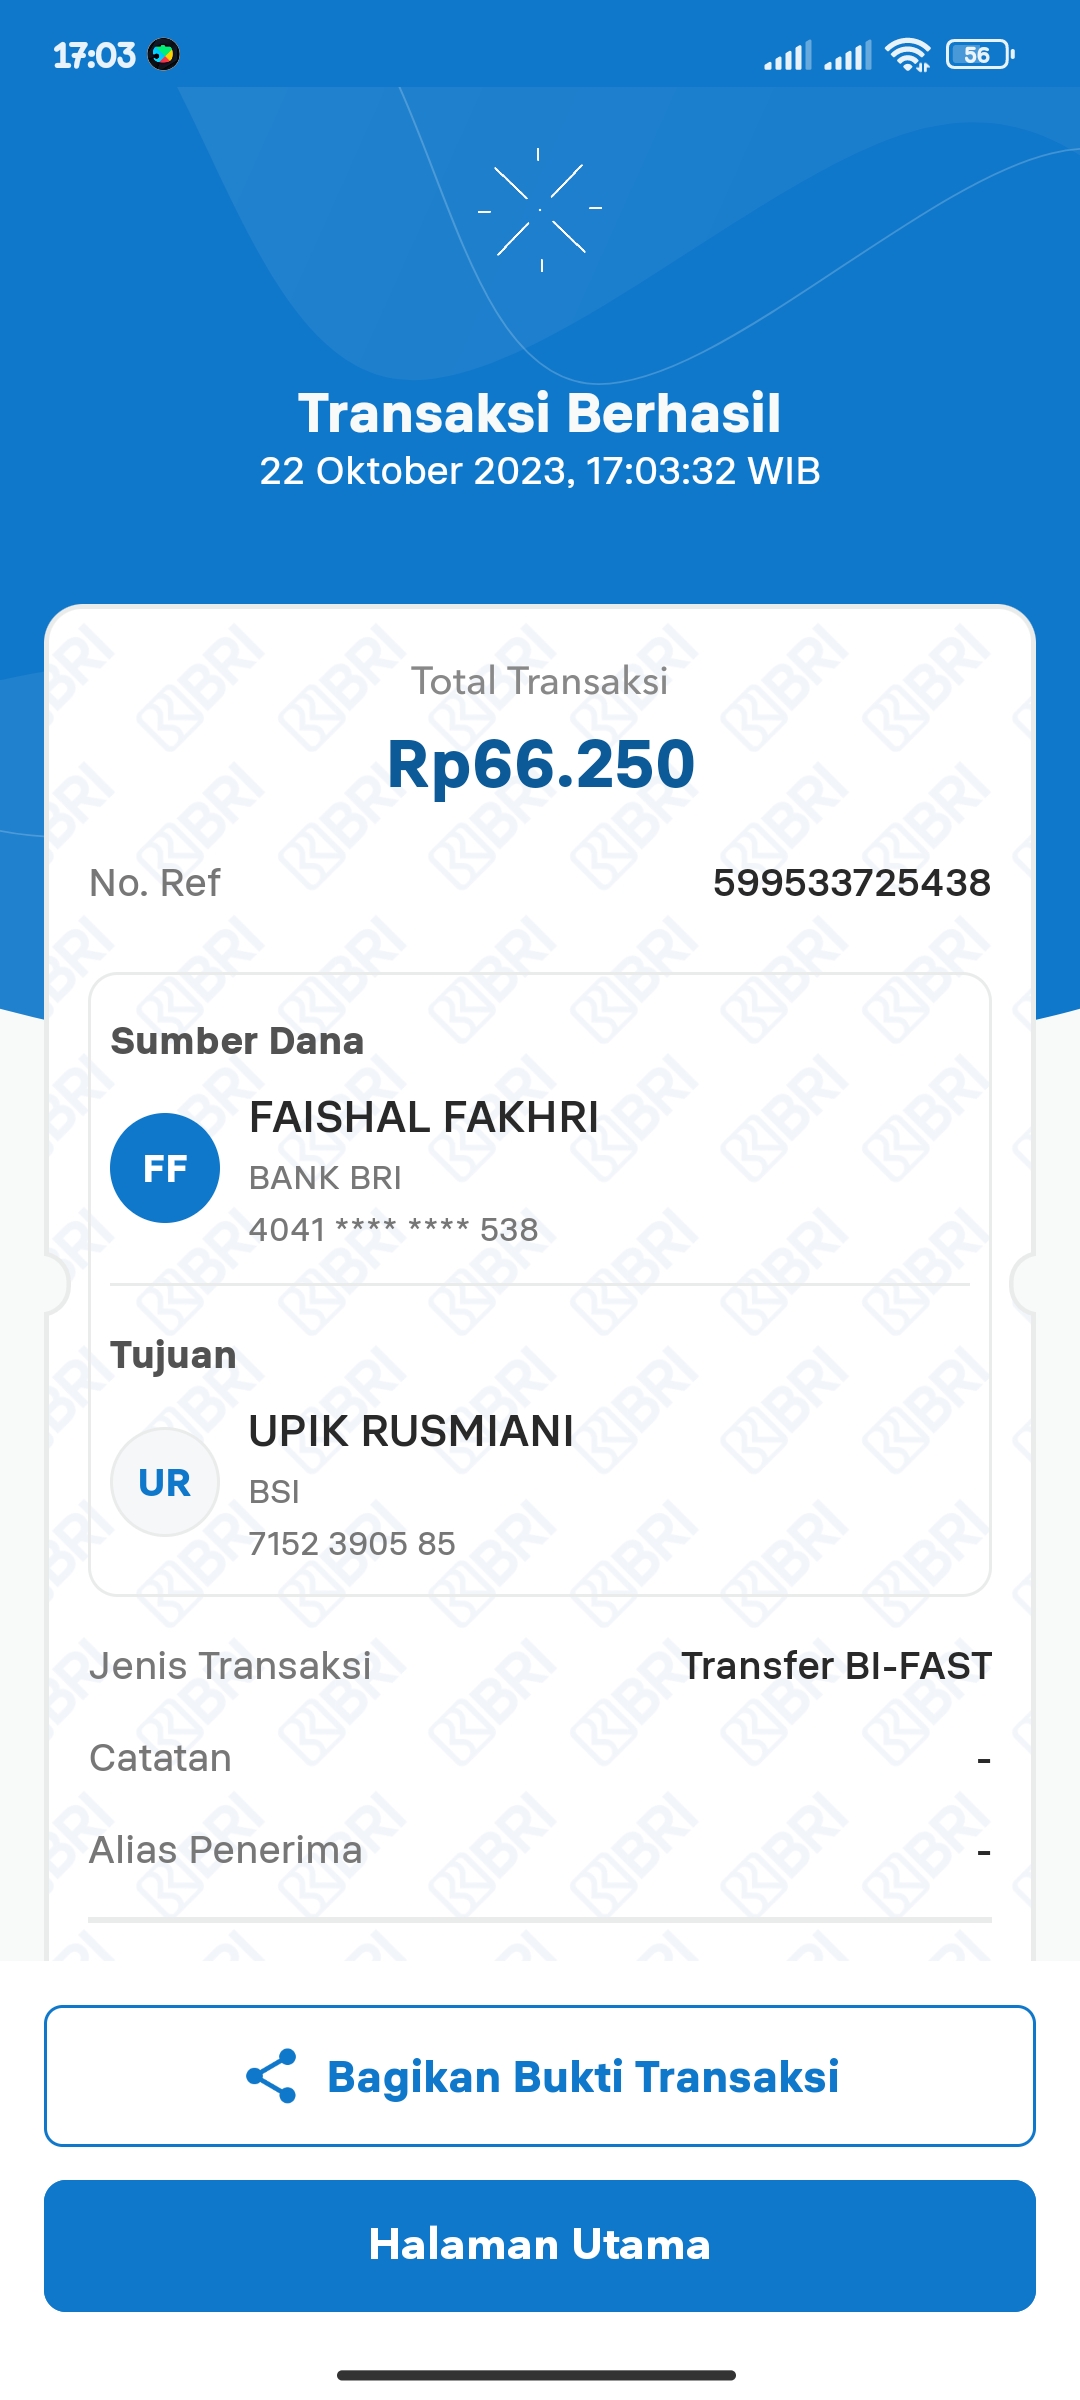 17:03
56
Transaksi Berhasil
22 Oktober 2023, 17:03:32 WIB
Total Transaksi
Rp66.250
No. Ref 599533725438
Sumber Dana
FF
FAISHAL FAKHRI
BANK BRI
4041 **** **** 538
Tujuan
UR
UPIK RUSMIANI
BSI
7152 3905 85
Jenis Transaksi Transfer BI-FAST
Catatan -
Alias Penerima -
Bagikan Bukti Transaksi
Halaman Utama